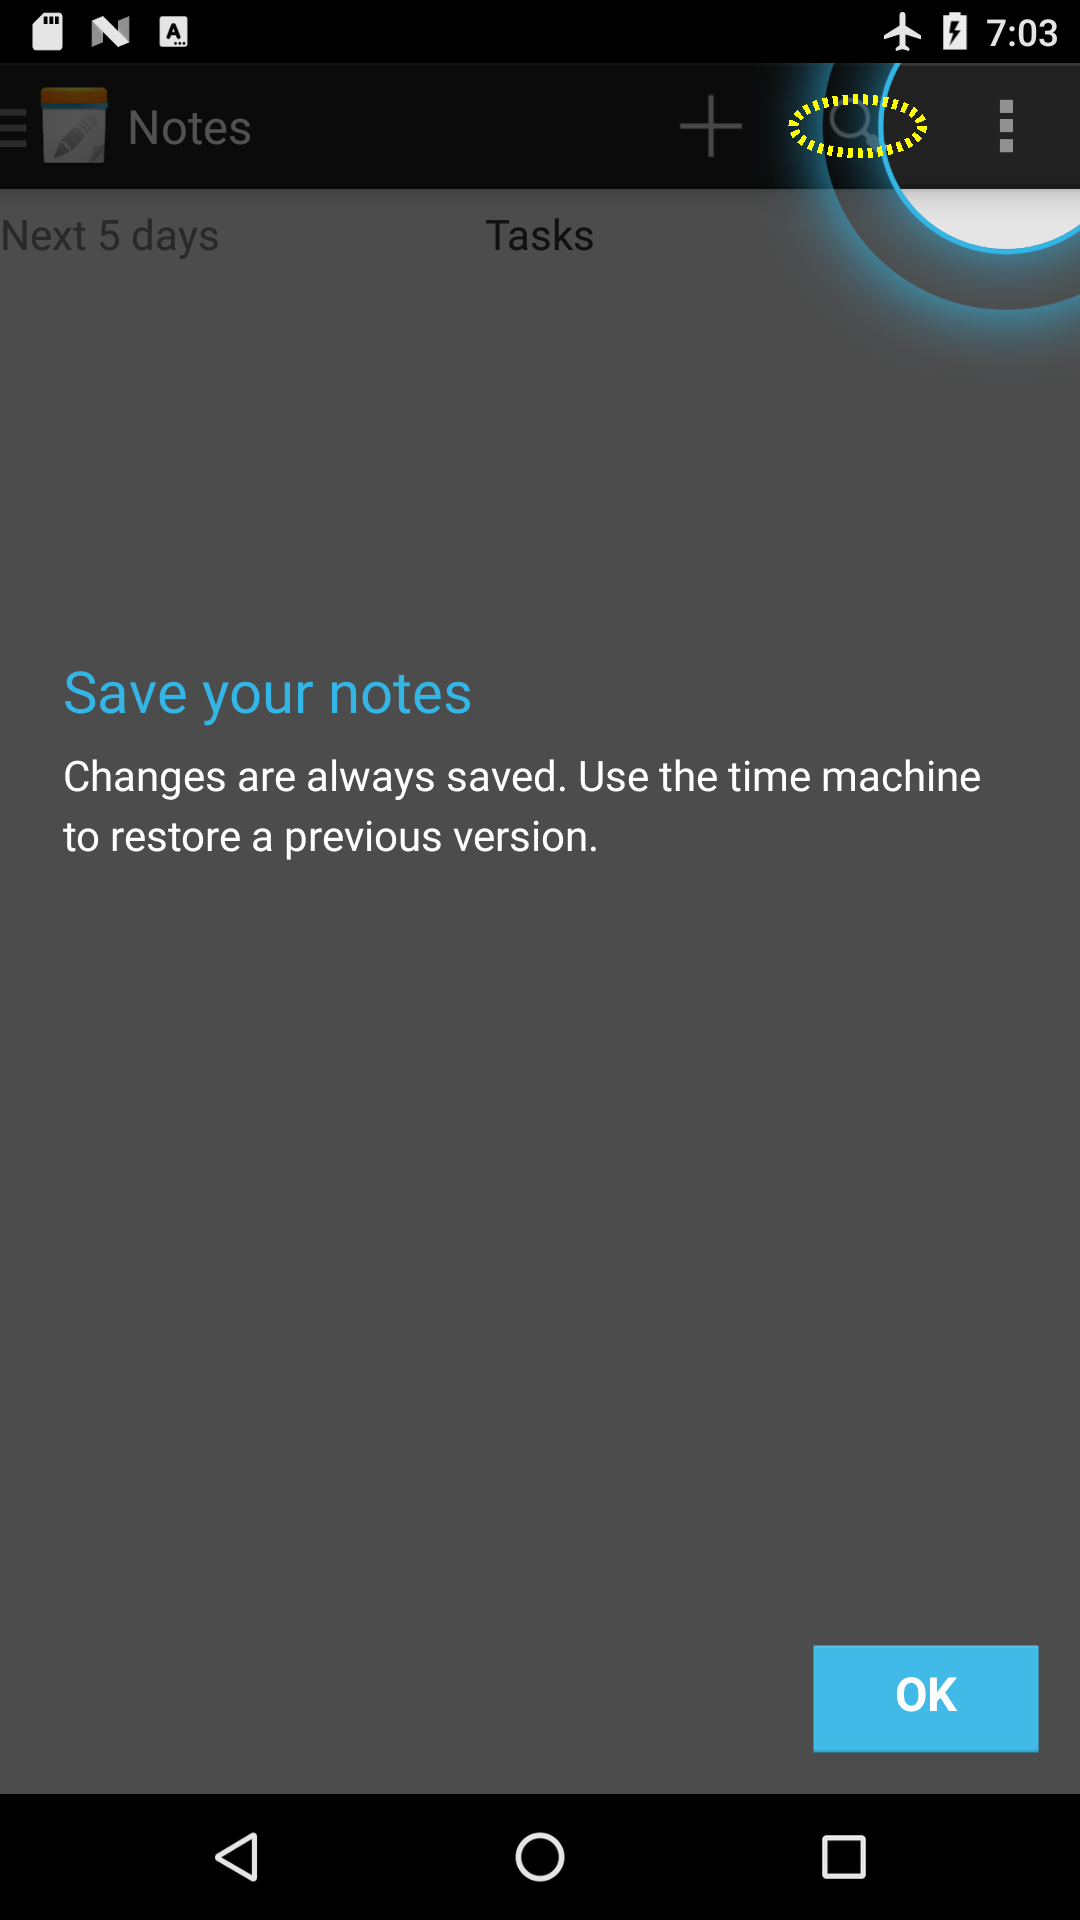 7:03
Notes
Next 5 days
Tasks
Save your notes
Changes are always saved. Use the time machine
to restore a previous version.
OK